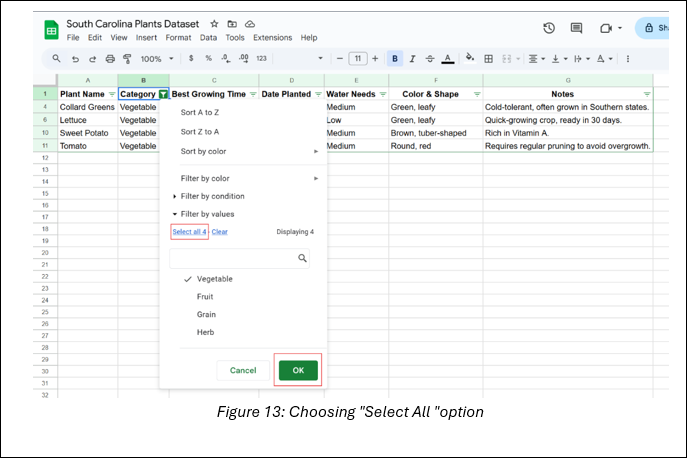 South Carolina Plants Dataset
File Edit View Insert Format Data Tools Extensions Help
100% $ % .0 .00 123 11 B I A A
A B C D E F G
1 Plant Name Category Best Growing Time Date Planted Water Needs Color & Shape Notes
4 Collard Greens Vegetable Medium Green, leafy Cold-tolerant, often grown in Southern states.
6 Lettuce Vegetable Low Green, leafy Quick-growing crop, ready in 30 days.
10 Sweet Potato Vegetable Medium Brown, tuber-shaped Rich in Vitamin A.
11 Tomato Vegetable Medium Round, red Requires regular pruning to avoid overgrowth.
Sort A to Z
Sort Z to A
Sort by color
Filter by color
Filter by condition
Filter by values
Select all 4 - Clear Displaying 4
Vegetable
Fruit
Grain
Herb
Cancel OK
12
13
14
15
16
17
18
19
20
21
22
23
24
25
26
27
28
29
30
31
32
Figure 13: Choosing "Select All "option